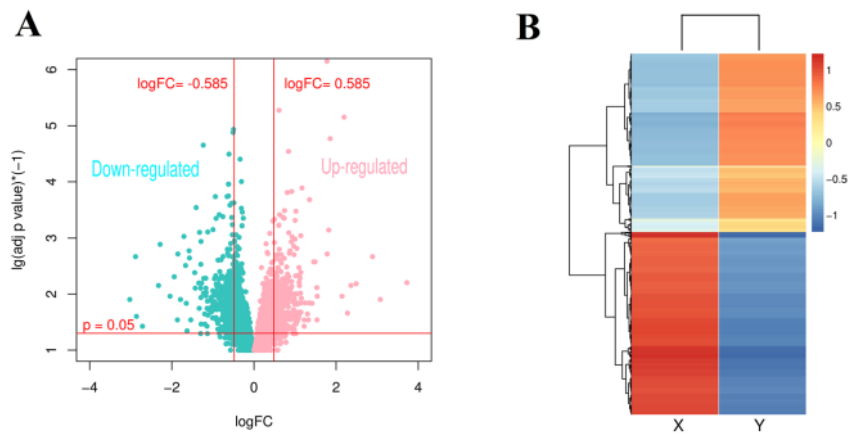 A
B
logFC= -0.585
logFC= 0.585
Down-regulated
Up-regulated
p = 0.05
lg(adj p value)*(-1)
6
5
4
3
2
1
−4
−2
0
2
4
logFC
1
0.5
0
−0.5
−1
X
Y